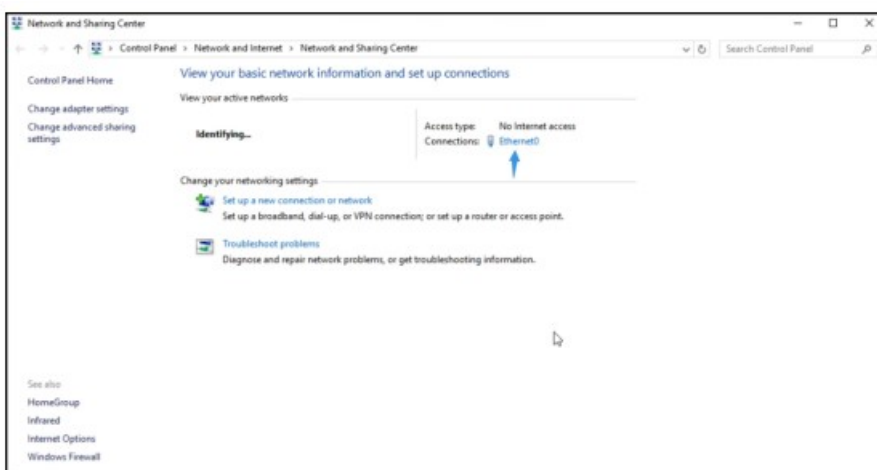 Network and Sharing Center
Control Panel > Network and Internet > Network and Sharing Center
Search Control Panel
Control Panel Home
Change adapter settings
Change advanced sharing
settings
View your basic network information and set up connections
View your active networks
Identifying...
Access type: No Internet access
Connections: Ethernet0
Change your networking settings
Set up a new connection or network
Set up a broadband, dial-up, or VPN connection; or set up a router or access point.
Troubleshoot problems
Diagnose and repair network problems, or get troubleshooting information.
See also
HomeGroup
Infrared
Internet Options
Windows Firewall